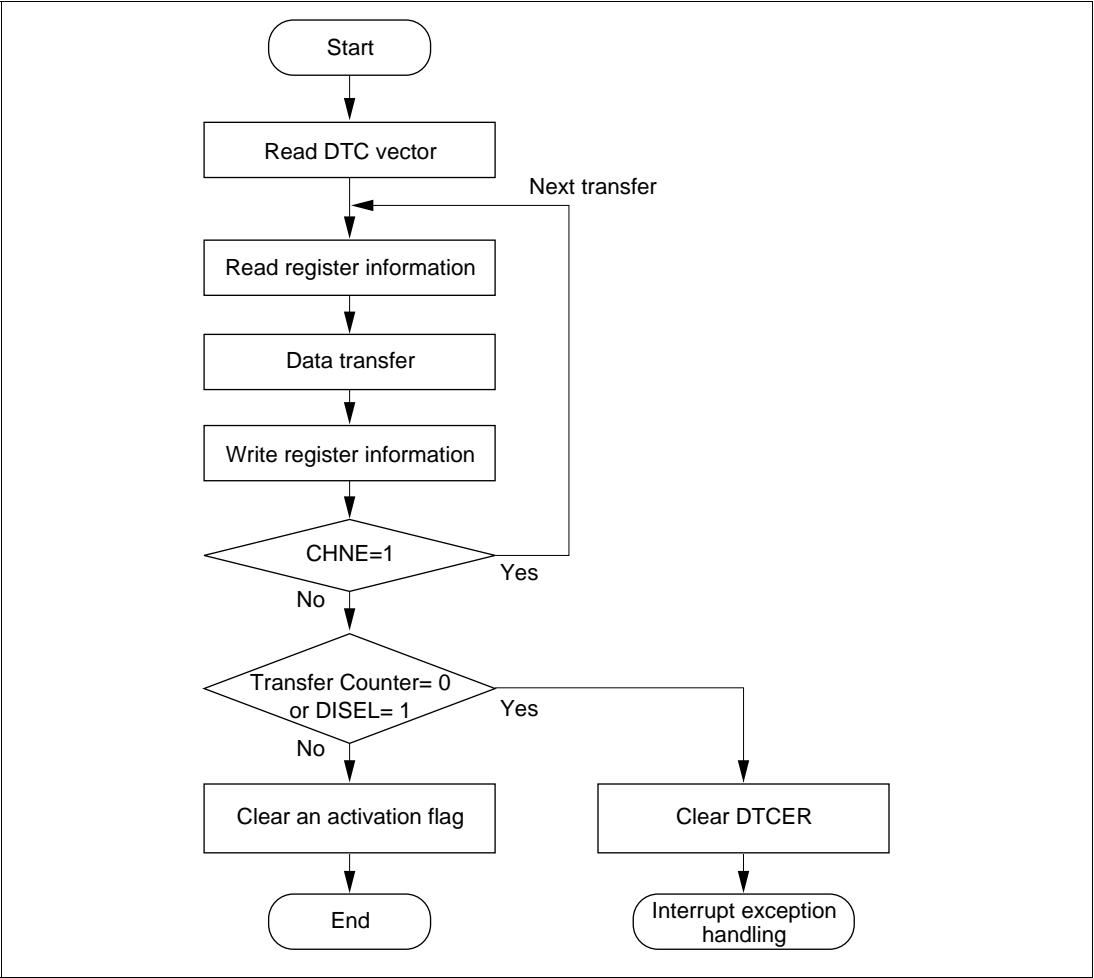 Start
Read DTC vector
Next transfer
Read register information
Data transfer
Write register information
CHNE=1
Yes
No
Transfer Counter= 0
or DISEL= 1
Yes
No
Clear an activation flag
Clear DTCER
End
Interrupt exception
handling